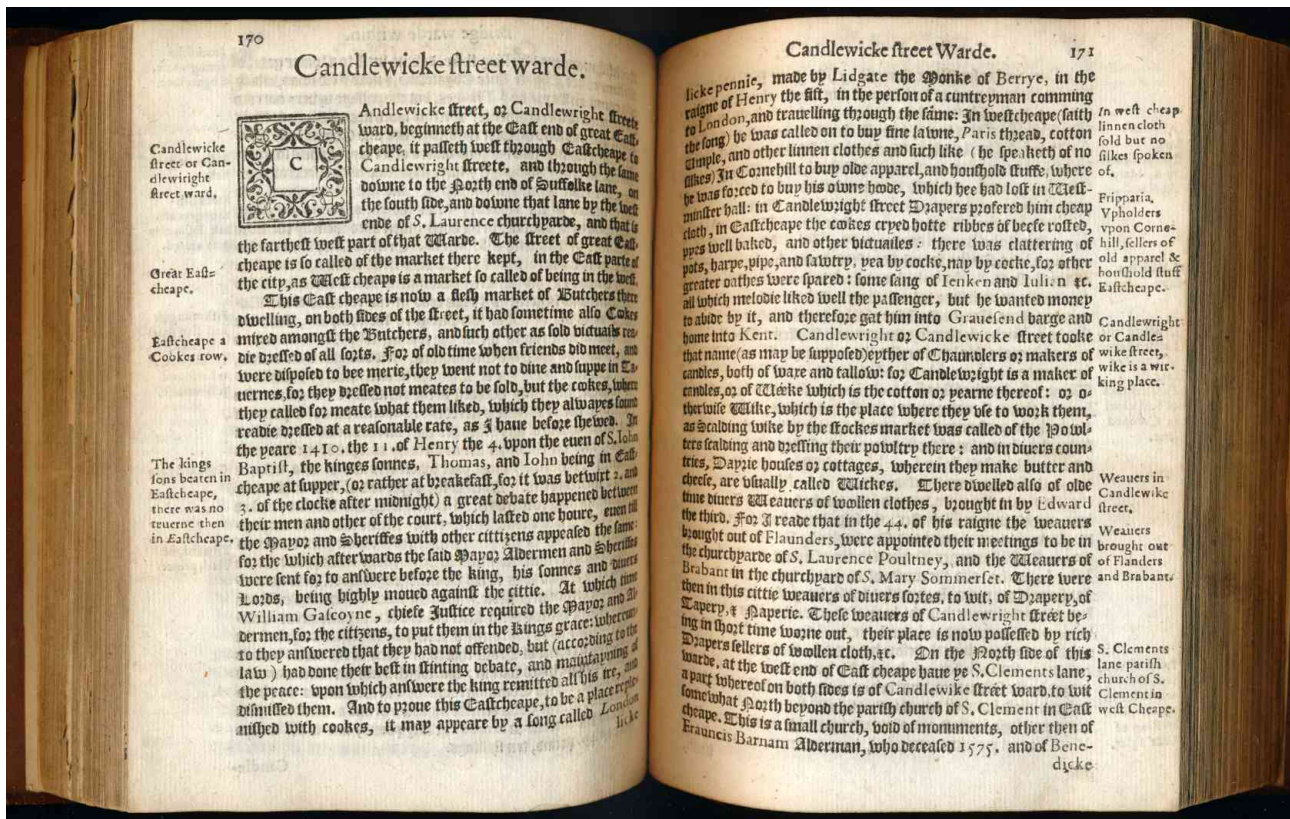 170
Candlewicke ſtreet warde.
CAndlewicke ſtreet, or Candlewright ſtreete
ward, beginneth at the Eaſt end of great Eaſt-
cheape, it paſſeth weſt through Eaſtcheape to
Candlewright ſtreete, and through the ſame
downe to the North end of Suffolke lane, on
the ſouth ſide, and downe that lane by the weſt
ende of S. Laurence churchyarde, and that is
the fartheſt weſt part of that Warde. The ſtreet of great Eaſt-
cheape is ſo called of the market there kept, in the Eaſt parte of
the city, as Weſt cheape is a market ſo called of being in the weſt.
This Eaſt cheape is now a fleſh market of Butchers there
dwelling, on both ſides of the ſtreet, it had ſometime alſo Cookes
mixed amongſt the Butchers, and ſuch other as ſold victuails rea-
die dreſſed of all ſorts. For of old time when friends did meet, and
were diſpoſed to bee merie, they went not to dine and ſuppe in Ta-
uernes, for they dreſſed not meates to be ſold, but the cookes, where
they called for meate what them liked, which they alwayes found
readie dreſſed at a reaſonable rate, as I haue before ſhewed. In
the yeare 1410. the 11. of Henry the 4. vpon the euen of S. Iohn
Baptiſt, the kinges ſonnes, Thomas, and Iohn being in Eaſt-
cheape at ſupper, (or rather at breakefaſt, for it was betwixt 2. and
3. of the clocke after midnight) a great debate happened betweene
their men and other of the court, which laſted one houre, euen till
the Mayor and Sheriffes with other cittizens appeaſed the ſame:
for the which afterwards the ſaid Mayor Aldermen and Sheriffes
were ſent for to anſwere before the king, his ſonnes and diuers
Lords, being highly moued againſt the cittie. At which time
William Gaſcoyne, chiefe Juſtice required the Mayor and Al-
dermen, for the citizens, to put them in the Kings grace: whereun-
to they anſwered that they had not offended, but (according to the
law) had done their beſt in ſtinting debate, and maintayning of
the peace: vpon which anſwere the king remitted all his ire, and
diſmiſſed them. And to proue this Eaſtcheape, to be a place reple-
niſhed with cookes, it may appeare by a ſong called London
licke
Candlewicke
ſtreet or Can-
dlewiright
ſtreet ward.
Great Eaſt=
cheape.
Eaſtcheape a
Cookes row.
The kings
ſons beaten in
Eaſtcheape,
there was no
tauerne then
in Eaſtcheape.
Candlewicke ſtreet Warde. 171
licke pennie, made by Lidgate the Monke of Berrye, in the
raigne of Henry the fift, in the perſon of a cuntreyman comming
to London, and trauelling through the ſame: In weſtcheape (ſaith
the ſong) he was called on to buy fine lawne, Paris thread, cotton
Umple, and other linnen clothes and ſuch like (he ſpeaketh of no
ſilkes) In Cornehill to buy olde apparell, and houſhold ſtuffe, where
he was forced to buy his owne hoode, which hee had loſt in Weſt-
minſter hall: in Candlewright ſtreet Drapers profered him cheap
cloth, in Eaſtcheape the cookes cryed hotte ribbes of beefe roſted,
pyes well baked, and other victuailes: there was clattering of
pots, harpe, pipe, and ſawtry, yea by cocke, nay by cocke, for other
greater oathes were ſpared: ſome ſang of Ienken and Iulian &c.
all which melodie liked well the paſſenger, but he wanted money
to abide by it, and therefore gat him into Graueſend barge and
home into Kent. Candlewright or Candlewicke ſtreet tooke
that name (as may be ſuppoſed) eyther of Chaundlers or makers of
candles, both of waxe and tallow: for Candlewright is a maker of
candles, or of Weeke which is the cotton or yearne thereof: or o-
therwiſe Wike, which is the place where they vſe to work them,
as Scalding wike by the ſtockes market was called of the Powl-
ters ſcalding and dreſſing their powltry there: and in diuers coun-
tries, Dayrie houſes or cottages, wherein they make butter and
cheeſe, are vſually called Wickes. There dwelled alſo of olde
time diuers Weauers of woollen clothes, brought in by Edward
the third. For I reade that in the 44. of his raigne the weauers
brought out of Flaunders, were appointed their meetings to be in
the churchyarde of S. Laurence Poultney, and the Weauers of
Brabant in the churchyard of S. Mary Sommerſet. There were
then in this cittie weauers of diuers ſortes, to wit, of Drapery, of
Tapery, & Naperie. Theſe weauers of Candlewright ſtreet be-
ing in ſhort time worne out, their place is now poſſeſſed by rich
Drapers ſellers of woollen cloth, &c. On the North ſide of this
warde, at the weſt end of Eaſt cheape haue ye S. Clements lane,
a part whereof on both ſides is of Candlewike ſtreet ward, to wit
ſomewhat North beyond the pariſh church of S. Clement in Eaſt
cheape. This is a ſmall church, void of monuments, other then of
Frauncis Barnam Alderman, who deceaſed 1575. and of Bene-
dicke
In weſt cheap
linnen cloth
ſold but no
ſilkes ſpoken
of.
Fripparia.
Vpholders
vpon Corne-
hill, ſellers of
old apparel &
houſhold ſtuff
Eaſtcheape.
Candlewright
or Candle=
wike ſtreet,
wike is a wir-
king place.
Weauers in
Candlewike
ſtreet.
Weauers
brought out
of Flanders
and Brabant.
S. Clements
lane pariſh
church of S.
Clement in
weſt Cheape.